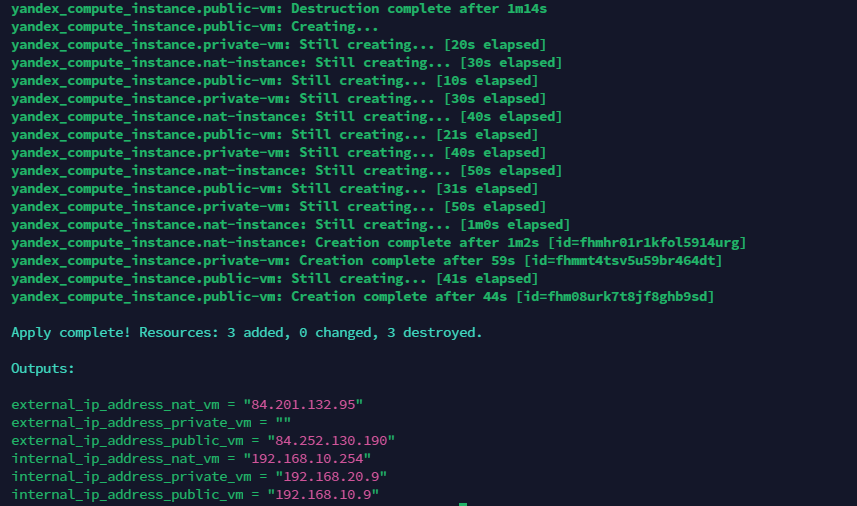 yandex_compute_instance.public-vm: Destruction complete after 1m14s
yandex_compute_instance.public-vm: Creating...
yandex_compute_instance.private-vm: Still creating... [20s elapsed]
yandex_compute_instance.nat-instance: Still creating... [30s elapsed]
yandex_compute_instance.public-vm: Still creating... [10s elapsed]
yandex_compute_instance.private-vm: Still creating... [30s elapsed]
yandex_compute_instance.nat-instance: Still creating... [40s elapsed]
yandex_compute_instance.public-vm: Still creating... [21s elapsed]
yandex_compute_instance.private-vm: Still creating... [40s elapsed]
yandex_compute_instance.nat-instance: Still creating... [50s elapsed]
yandex_compute_instance.public-vm: Still creating... [31s elapsed]
yandex_compute_instance.private-vm: Still creating... [50s elapsed]
yandex_compute_instance.nat-instance: Still creating... [1m0s elapsed]
yandex_compute_instance.nat-instance: Creation complete after 1m2s [id=fhmhr01r1kfol5914urg]
yandex_compute_instance.private-vm: Creation complete after 59s [id=fhmmt4tsv5u59br464dt]
yandex_compute_instance.public-vm: Still creating... [41s elapsed]
yandex_compute_instance.public-vm: Creation complete after 44s [id=fhm08urk7t8jf8ghb9sd]
Apply complete! Resources: 3 added, 0 changed, 3 destroyed.
Outputs:
external_ip_address_nat_vm = "84.201.132.95"
external_ip_address_private_vm = ""
external_ip_address_public_vm = "84.252.130.190"
internal_ip_address_nat_vm = "192.168.10.254"
internal_ip_address_private_vm = "192.168.20.9"
internal_ip_address_public_vm = "192.168.10.9"